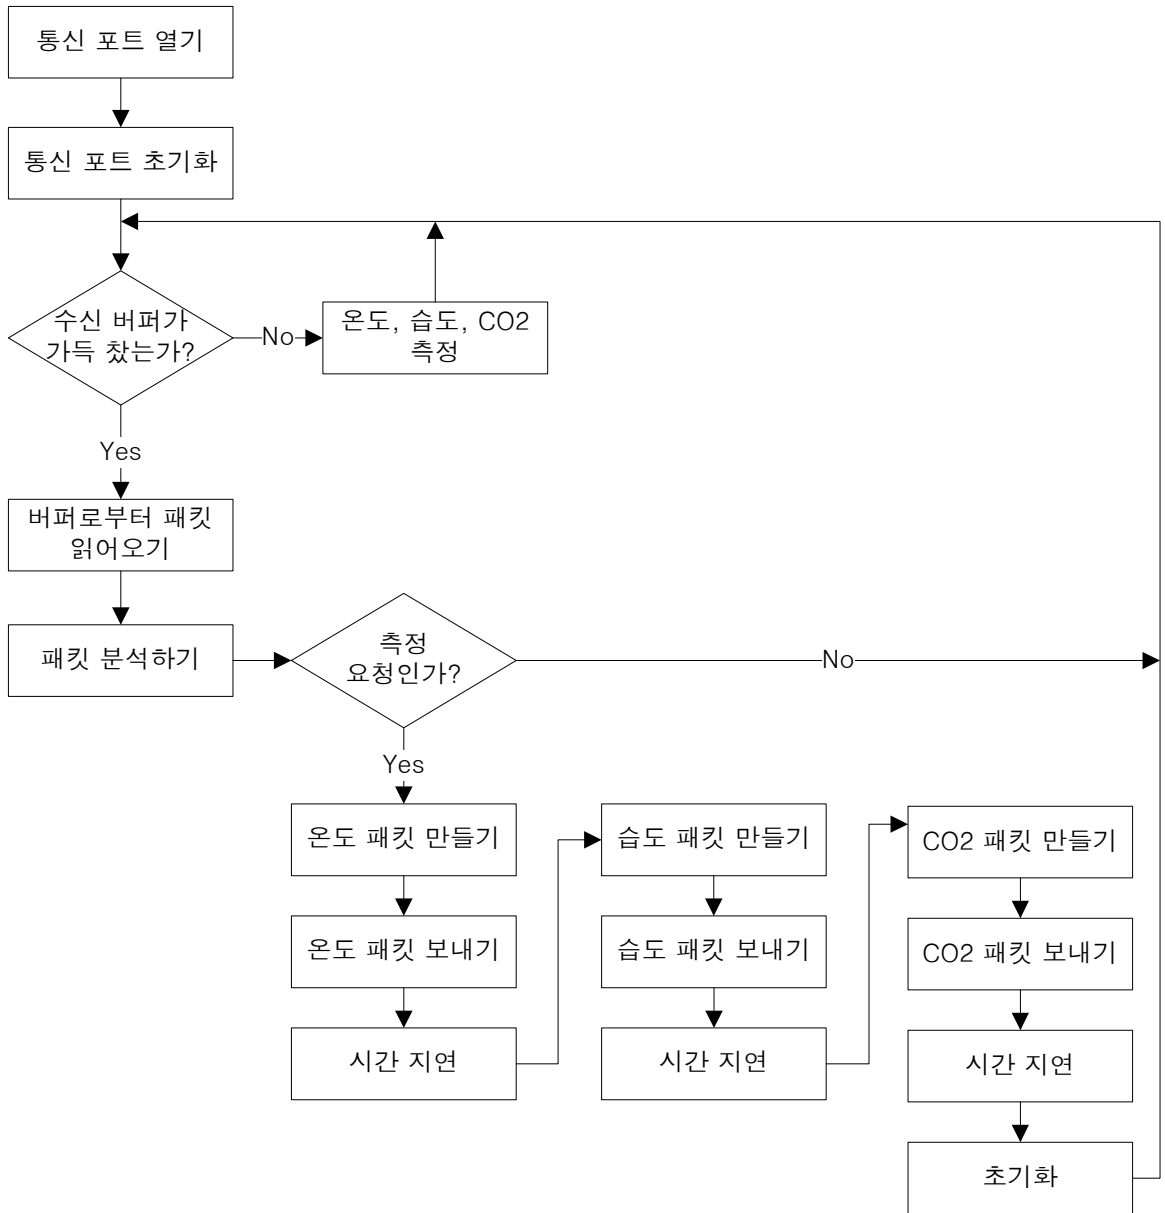 통신 포트 열기
통신 포트 초기화
수신 버퍼가
가득 찼는가?
No
온도, 습도, CO2
측정
Yes
버퍼로부터 패킷
읽어오기
패킷 분석하기
측정
요청인가?
No
Yes
온도 패킷 만들기
온도 패킷 보내기
시간 지연
습도 패킷 만들기
습도 패킷 보내기
시간 지연
CO2 패킷 만들기
CO2 패킷 보내기
시간 지연
초기화